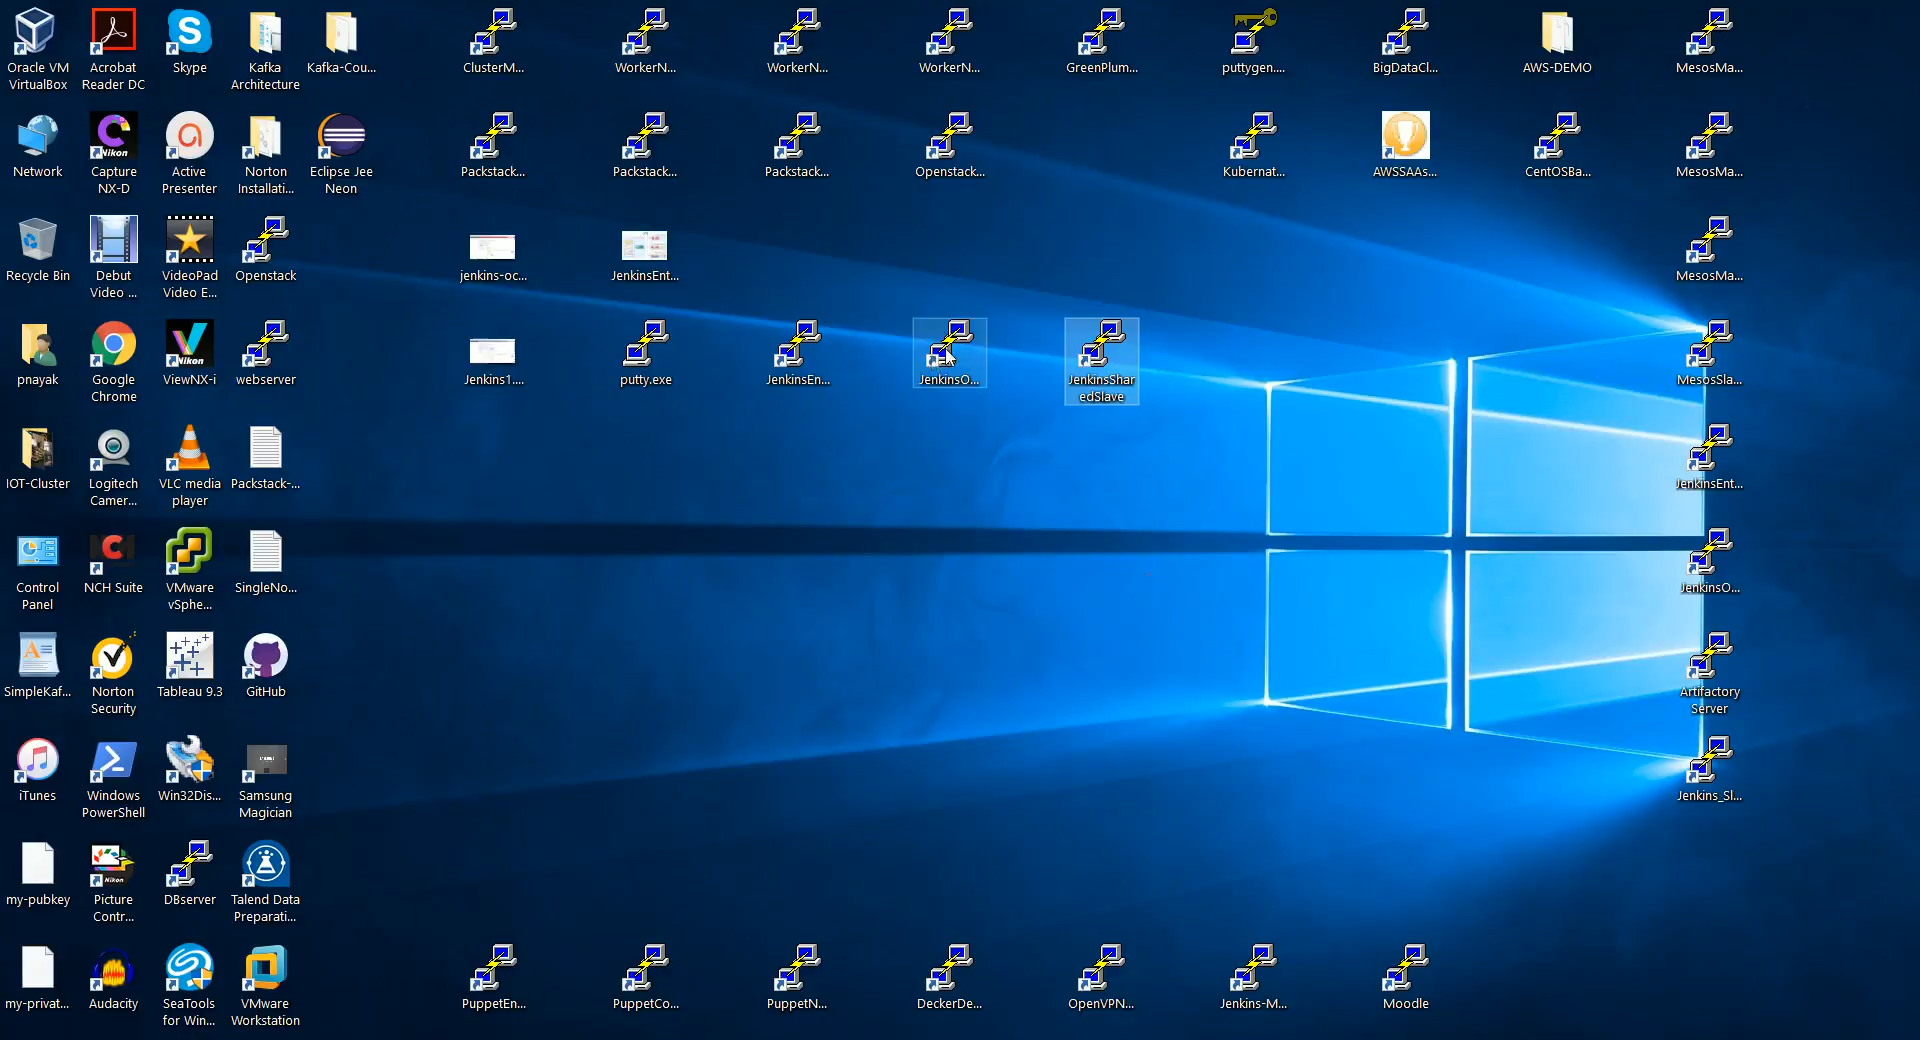 Oracle VM
VirtualBox
Acrobat
Reader DC
Skype
Kafka
Architecture
Kafka-Cou...
ClusterM...
WorkerN...
WorkerN...
WorkerN...
GreenPlum...
puttygen....
BigDataCl...
AWS-DEMO
MesosMa...
Network
Nikon
Capture
NX-D
Active
Presenter
Norton
Installati...
Eclipse Jee
Neon
Packstack...
Packstack...
Packstack...
Openstack...
Kubernat...
AWSSAAs...
CentOSBa...
MesosMa...
Recycle Bin
Debut
Video ...
VideoPad
Video E...
Openstack
jenkins-oc...
JenkinsEnt...
MesosMa...
pnayak
Google
Chrome
Nikon
ViewNX-i
webserver
Jenkins1....
putty.exe
JenkinsEn...
JenkinsO...
JenkinsShar
edSlave
MesosSla...
IOT-Cluster
Logitech
Camer...
VLC media
player
Packstack-...
JenkinsEnt...
Control
Panel
NCH Suite
VMware
vSphe...
SingleNo...
JenkinsO...
SimpleKaf...
Norton
Security
Tableau 9.3
GitHub
Artifactory
Server
iTunes
Windows
PowerShell
Win32Dis...
Samsung
Magician
Jenkins_Sl...
my-pubkey
Nikon
Picture
Contr...
DBserver
Talend Data
Preparati...
my-privat...
Audacity
SeaTools
for Win...
VMware
Workstation
PuppetEn...
PuppetCo...
PuppetN...
DeckerDe...
OpenVPN...
Jenkins-M...
Moodle